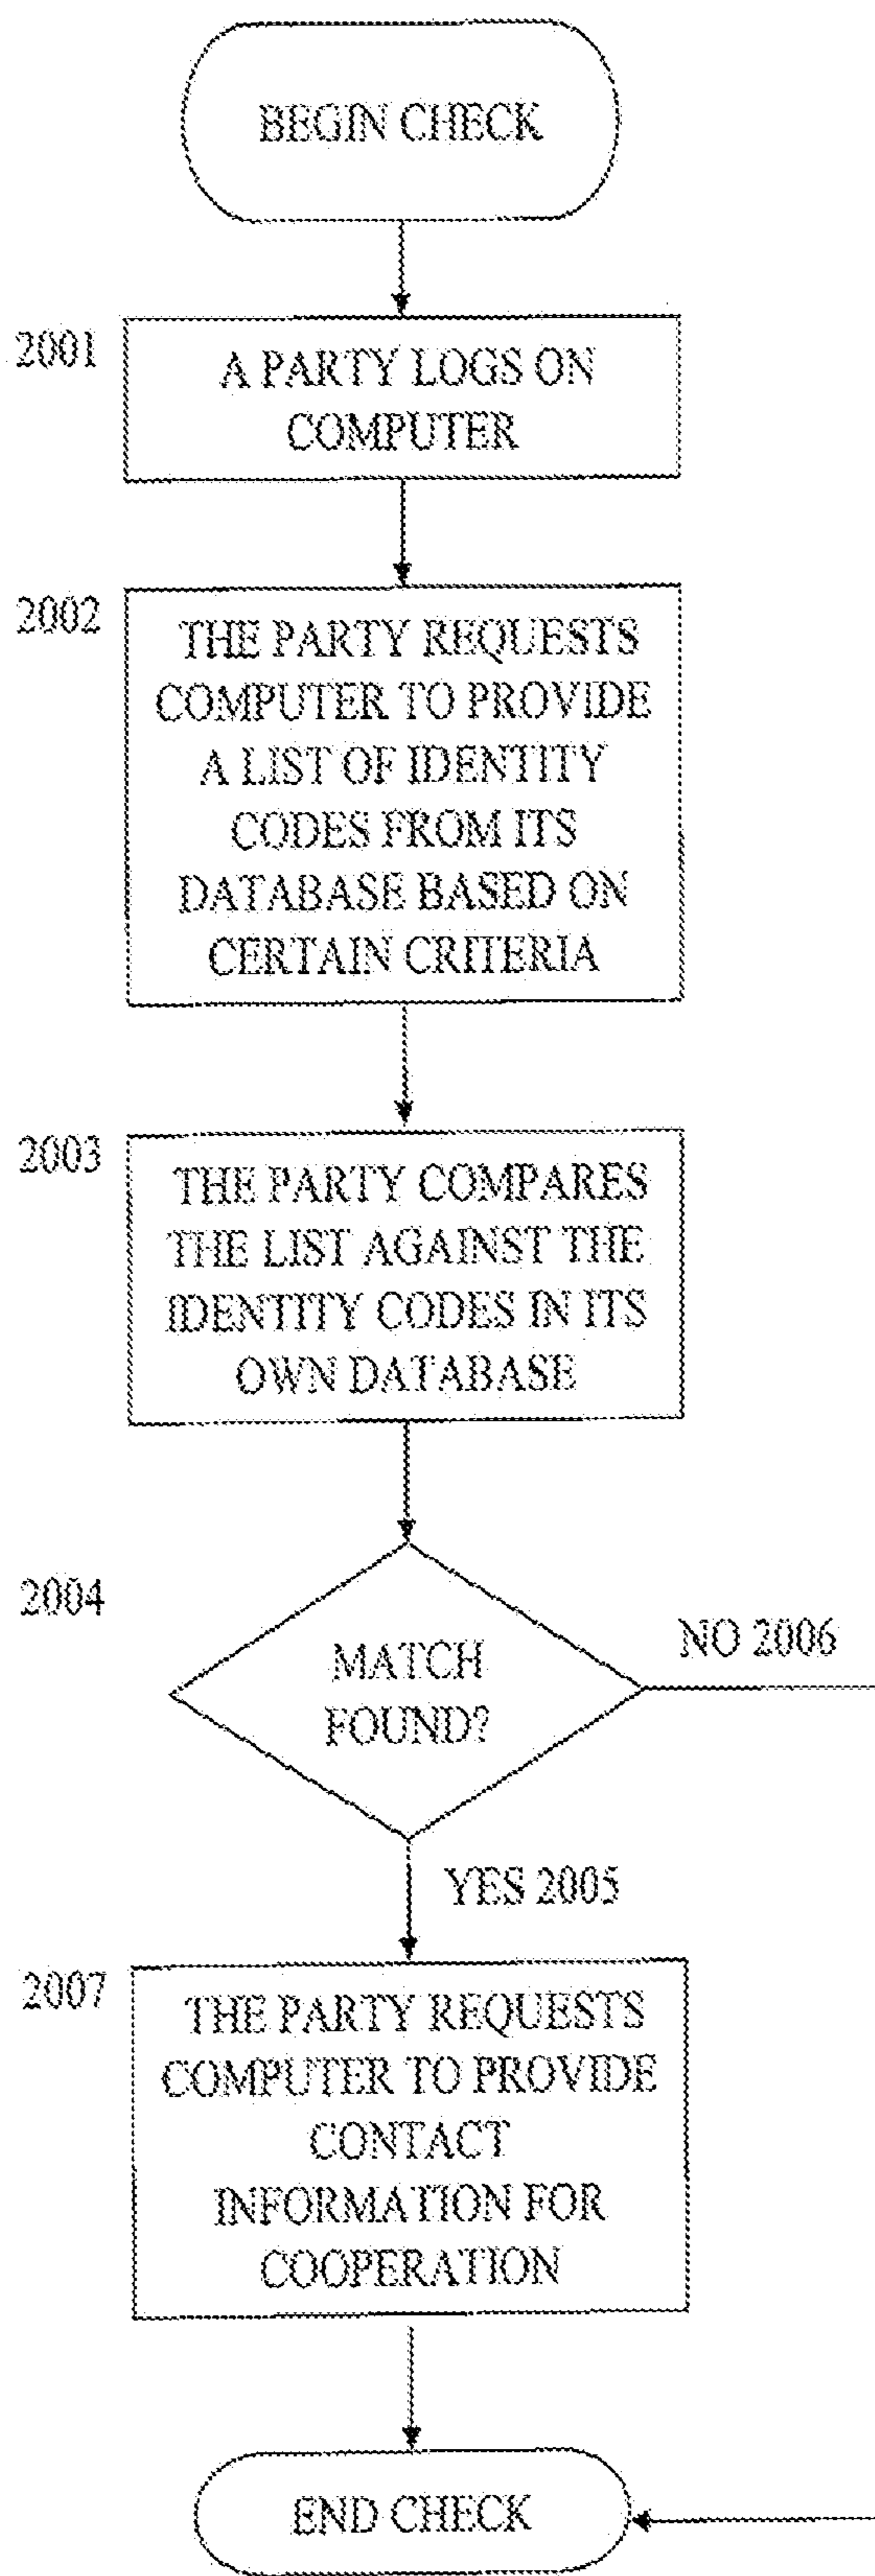 BEGIN CHECK
2001
A PARTY LOGS ON
COMPUTER
2002
THE PARTY REQUESTS
COMPUTER TO PROVIDE
A LIST OF IDENTITY
CODES FROM ITS
DATABASE BASED ON
CERTAIN CRITERIA
2003
THE PARTY COMPARES
THE LIST AGAINST THE
IDENTITY CODES IN ITS
OWN DATABASE
2004
MATCH
FOUND?
NO 2006
YES 2005
2007
THE PARTY REQUESTS
COMPUTER TO PROVIDE
CONTACT
INFORMATION FOR
COOPERATION
END CHECK